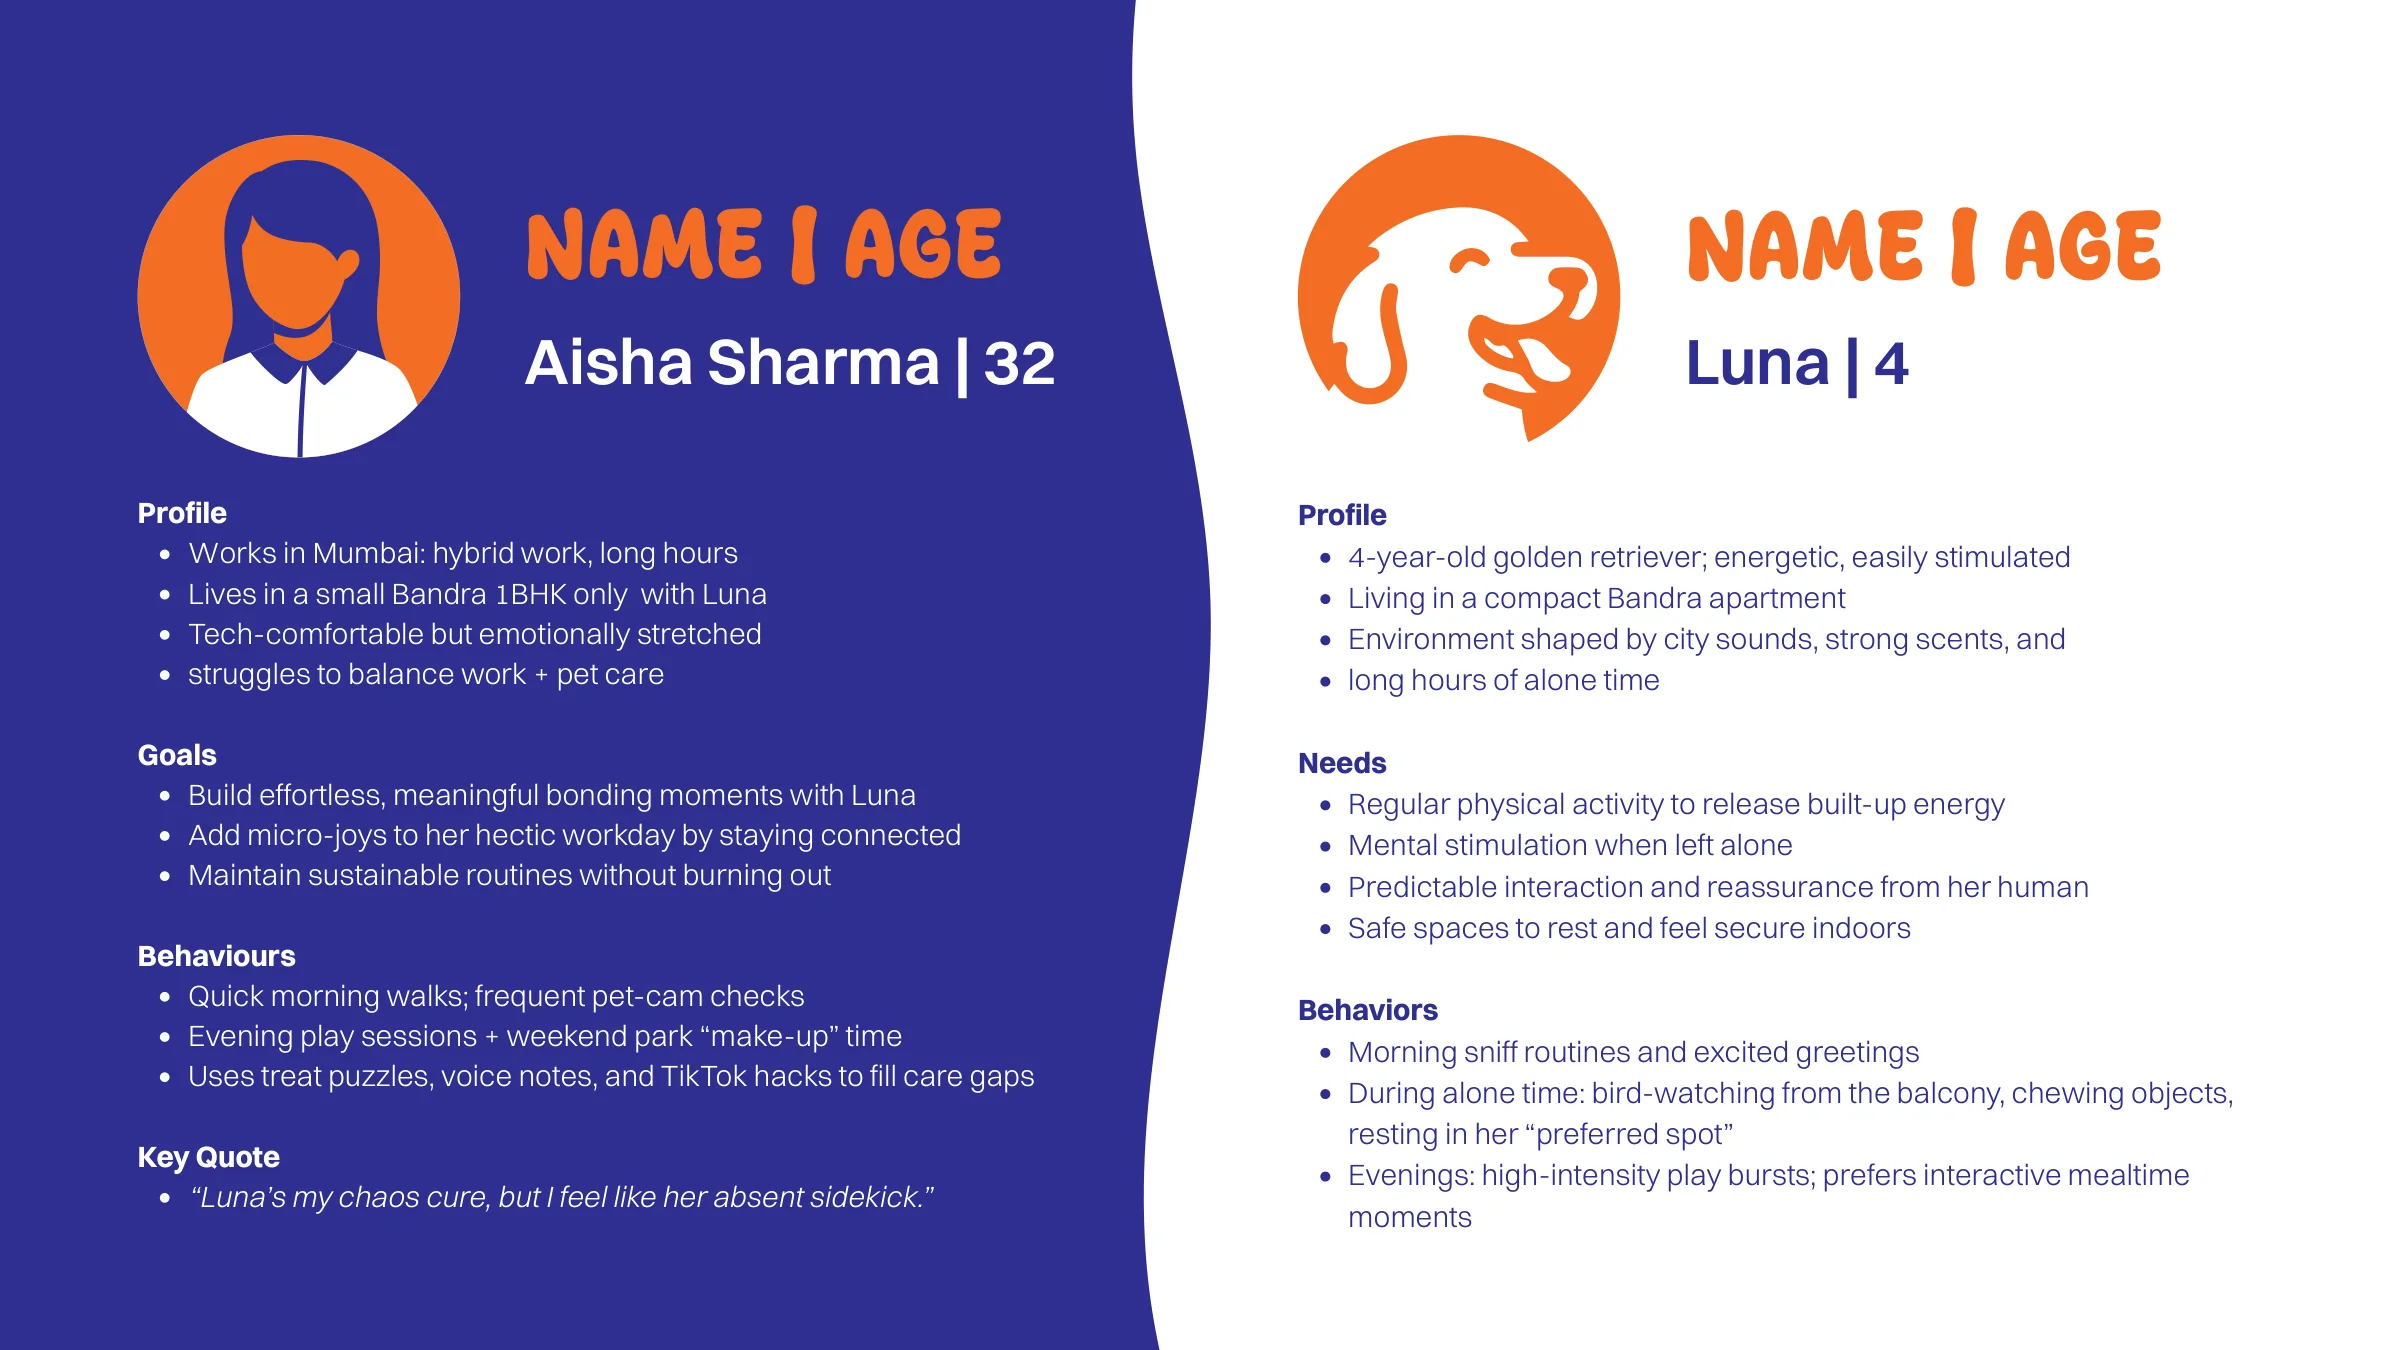 NAME | AGE
Aisha Sharma | 32
Profile
• Works in Mumbai: hybrid work, long hours
• Lives in a small Bandra 1BHK only  with Luna
• Tech-comfortable but emotionally stretched
• struggles to balance work + pet care
Goals
• Build effortless, meaningful bonding moments with Luna
• Add micro-joys to her hectic workday by staying connected
• Maintain sustainable routines without burning out
Behaviours
• Quick morning walks; frequent pet-cam checks
• Evening play sessions + weekend park “make-up” time
• Uses treat puzzles, voice notes, and TikTok hacks to fill care gaps
Key Quote
• “Luna’s my chaos cure, but I feel like her absent sidekick.”
NAME | AGE
Luna | 4
Profile
• 4-year-old golden retriever; energetic, easily stimulated
• Living in a compact Bandra apartment
• Environment shaped by city sounds, strong scents, and
• long hours of alone time
Needs
• Regular physical activity to release built-up energy
• Mental stimulation when left alone
• Predictable interaction and reassurance from her human
• Safe spaces to rest and feel secure indoors
Behaviors
• Morning sniff routines and excited greetings
• During alone time: bird-watching from the balcony, chewing objects,
resting in her “preferred spot”
• Evenings: high-intensity play bursts; prefers interactive mealtime
moments